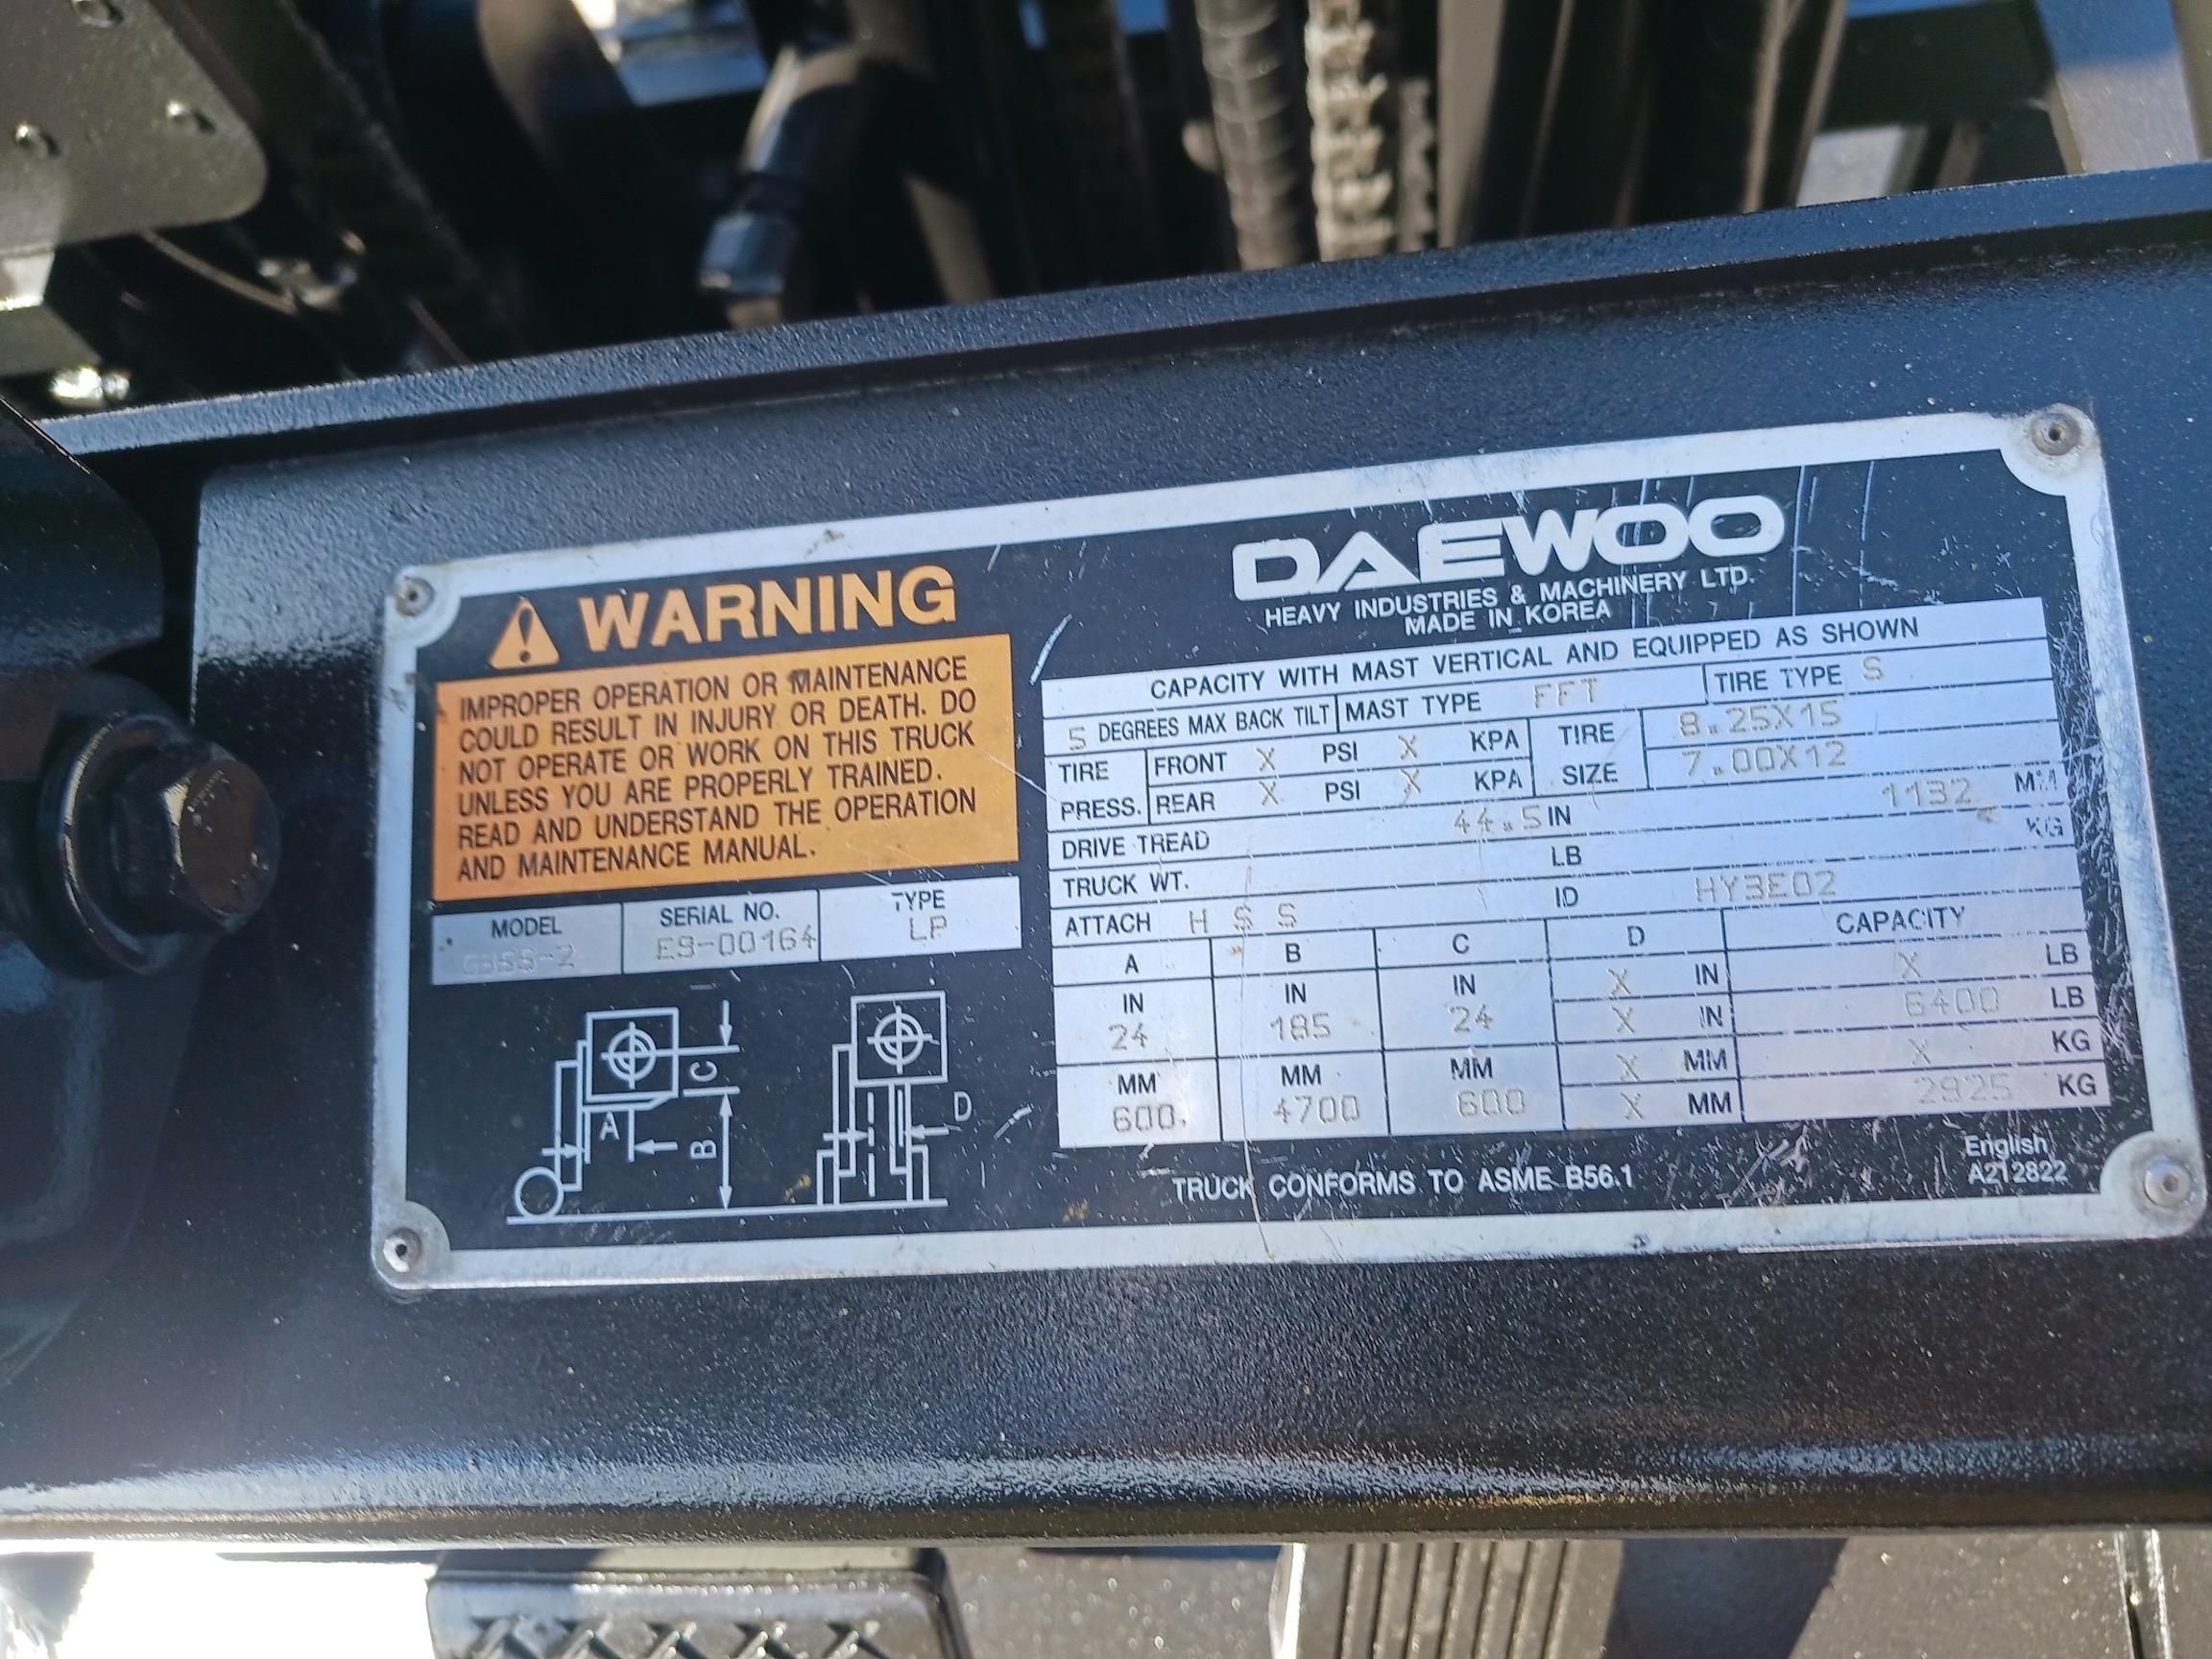 WARNING
IMPROPER OPERATION OR MAINTENANCE
COULD RESULT IN INJURY OR DEATH. DO
NOT OPERATE OR WORK ON THIS TRUCK
UNLESS YOU ARE PROPERLY TRAINED.
READ AND UNDERSTAND THE OPERATION
AND MAINTENANCE MANUAL.
MODEL
SERIAL NO. E9-00164
TYPE LP
A
B
C
D
DAEWOO
HEAVY INDUSTRIES & MACHINERY LTD.
MADE IN KOREA
CAPACITY WITH MAST VERTICAL AND EQUIPPED AS SHOWN
5 DEGREES MAX BACK TILT MAST TYPE FFT TIRE TYPE S
TIRE PRESS. FRONT X PSI X KPA TIRE SIZE 8.25X15
REAR X PSI X KPA 7.00X12
DRIVE TREAD 44.5 IN 1132 MM
TRUCK WT. LB KG
ATTACH H S S ID HY3E02
A B C D CAPACITY
IN IN IN X IN X LB
24 185 24 X IN 6400 LB
MM MM MM X MM X KG
600 4700 600 X MM 2925 KG
TRUCK CONFORMS TO ASME B56.1
English
A212822